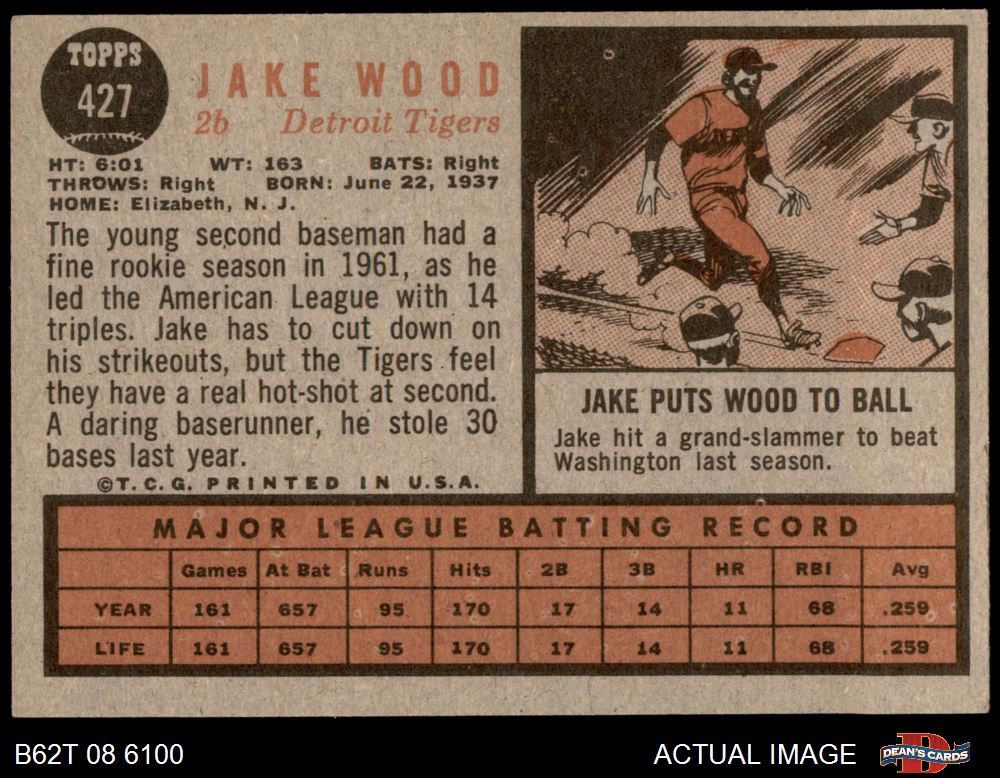 TOPPS
427
JAKE WOOD
2b Detroit Tigers
HT: 6:01 WT: 163 BATS: Right
THROWS: Right BORN: June 22, 1937
HOME: Elizabeth, N. J.
The young second baseman had a
fine rookie season in 1961, as he
led the American League with 14
triples. Jake has to cut down on
his strikeouts, but the Tigers feel
they have a real hot-shot at second.
A daring baserunner, he stole 30
bases last year.
©T. C. G. PRINTED IN U.S.A.
JAKE PUTS WOOD TO BALL
Jake hit a grand-slammer to beat
Washington last season.
MAJOR LEAGUE BATTING RECORD
Games At Bat Runs Hits 2B 3B HR RBI Avg
YEAR 161 657 95 170 17 14 11 68 .259
LIFE 161 657 95 170 17 14 11 68 .259
B62T 08 6100
ACTUAL IMAGE
DEAN'S CARDS